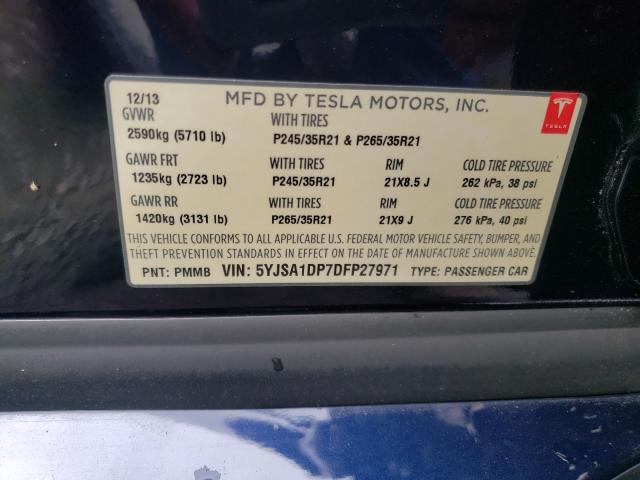 12/13 MFD BY TESLA MOTORS, INC.
GVWR WITH TIRES
2590kg (5710 lb) P245/35R21 & P265/35R21
GAWR FRT WITH TIRES RIM COLD TIRE PRESSURE
1235kg (2723 lb) P245/35R21 21X8.5 J 262 kPa, 38 psi
GAWR RR WITH TIRES RIM COLD TIRE PRESSURE
1420kg (3131 lb) P265/35R21 21X9 J 276 kPa, 40 psi
THIS VEHICLE CONFORMS TO ALL APPLICABLE U.S. FEDERAL MOTOR VEHICLE SAFETY, BUMPER, AND
THEFT PREVENTION STANDARDS IN EFFECT ON THE DATE OF MANUFACTURE SHOWN ABOVE.
PNT: PMMB VIN: 5YJSA1DP7DFP27971 TYPE: PASSENGER CAR
TESLA